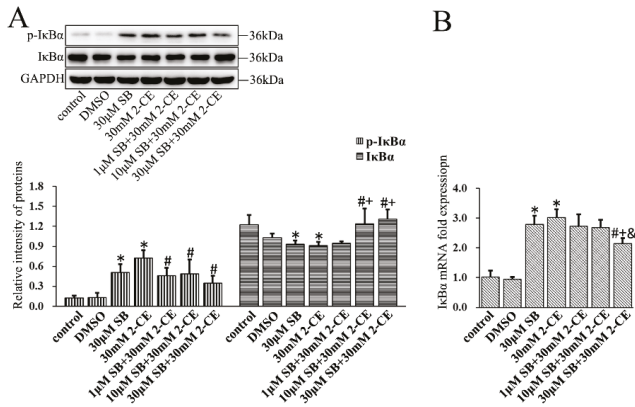 A
p-IκBα
36kDa
IκBα
36kDa
GAPDH
36kDa
control
DMSO
30μM SB
30mM 2-CE
1μM SB+30mM 2-CE
10μM SB+30mM 2-CE
30μM SB+30mM 2-CE
p-IκBα
IκBα
Relative intensity of proteins
1.8
1.5
1.2
0.9
0.6
0.3
0.0
*
*
#
#
#
*
*
#+
#+
control
DMSO
30μM SB
30mM 2-CE
1μM SB+30mM 2-CE
10μM SB+30mM 2-CE
30μM SB+30mM 2-CE
control
DMSO
30μM SB
30mM 2-CE
1μM SB+30mM 2-CE
10μM SB+30mM 2-CE
30μM SB+30mM 2-CE
B
IκBα mRNA fold expressiopn
4.0
3.0
2.0
1.0
0.0
*
*
#+&
control
DMSO
30μM SB
30mM 2-CE
1μM SB+30mM 2-CE
10μM SB+30mM 2-CE
30μM SB+30mM 2-CE